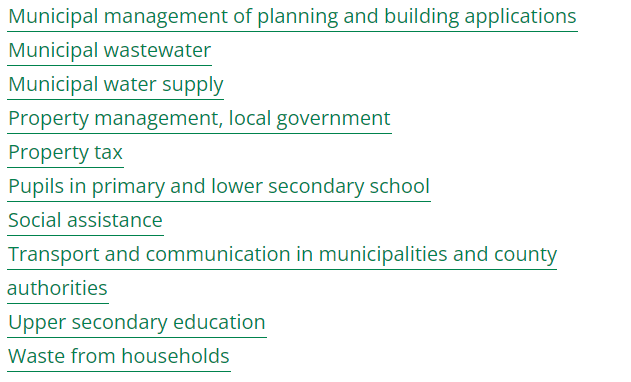 Municipal management of planning and building applications
Municipal wastewater
Municipal water supply
Property management, local government
Property tax
Pupils in primary and lower secondary school
Social assistance
Transport and communication in municipalities and county
authorities
Upper secondary education
Waste from households